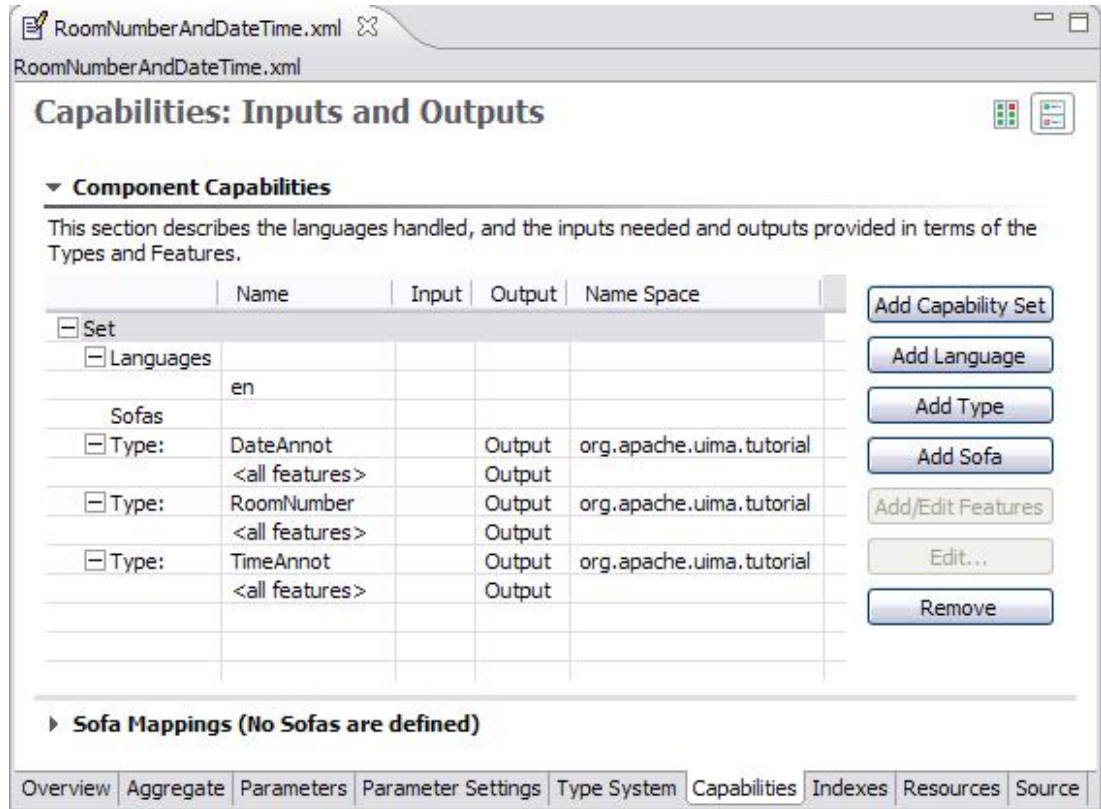 RoomNumberAndDateTime.xml
RoomNumberAndDateTime.xml
Capabilities: Inputs and Outputs
Component Capabilities
This section describes the languages handled, and the inputs needed and outputs provided in terms of the
Types and Features.
Name Input Output Name Space
Set
Languages
en
Sofas
Type: DateAnnot Output org.apache.uima.tutorial
<all features> Output
Type: RoomNumber Output org.apache.uima.tutorial
<all features> Output
Type: TimeAnnot Output org.apache.uima.tutorial
<all features> Output
Add Capability Set
Add Language
Add Type
Add Sofa
Add/Edit Features
Edit...
Remove
Sofa Mappings (No Sofas are defined)
Overview Aggregate Parameters Parameter Settings Type System Capabilities Indexes Resources Source